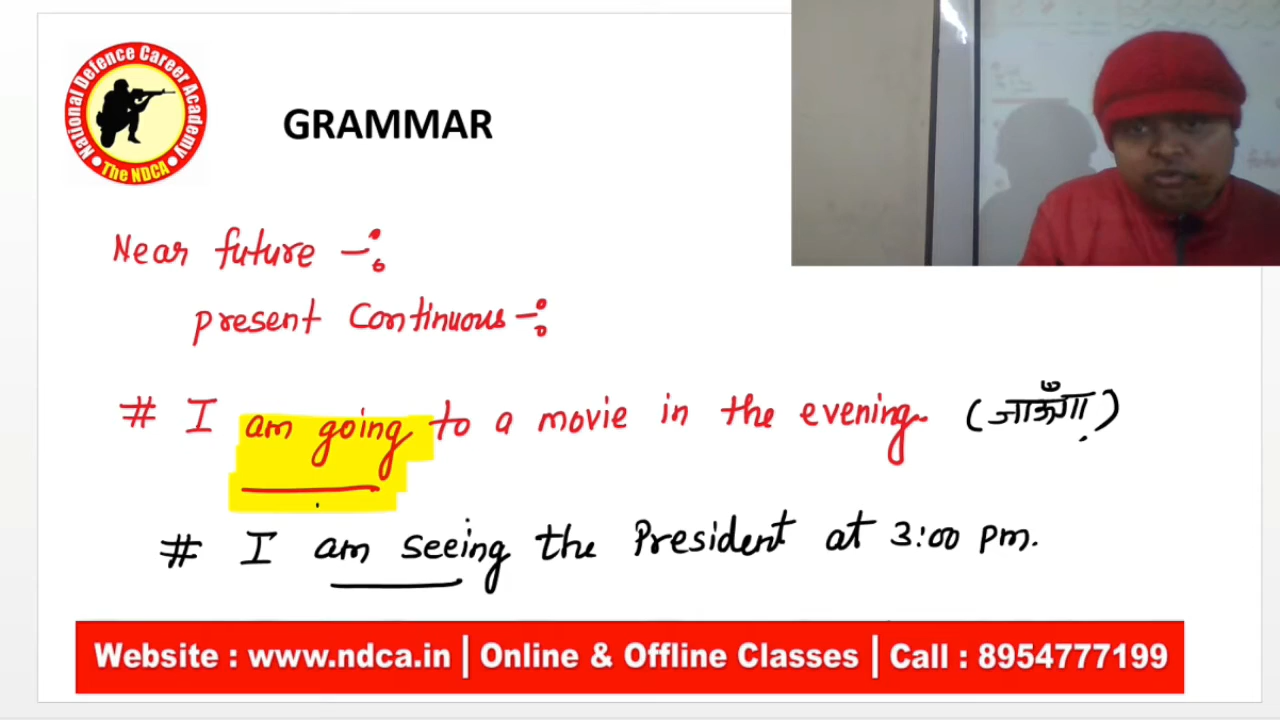 National Defence Career Academy
The NDCA
GRAMMAR
Near future -:
present Continuous -:
# I am going to a movie in the evening. (जाऊँगा)
# I am seeing the President at 3:00 pm.
Website : www.ndca.in | Online & Offline Classes | Call : 8954777199